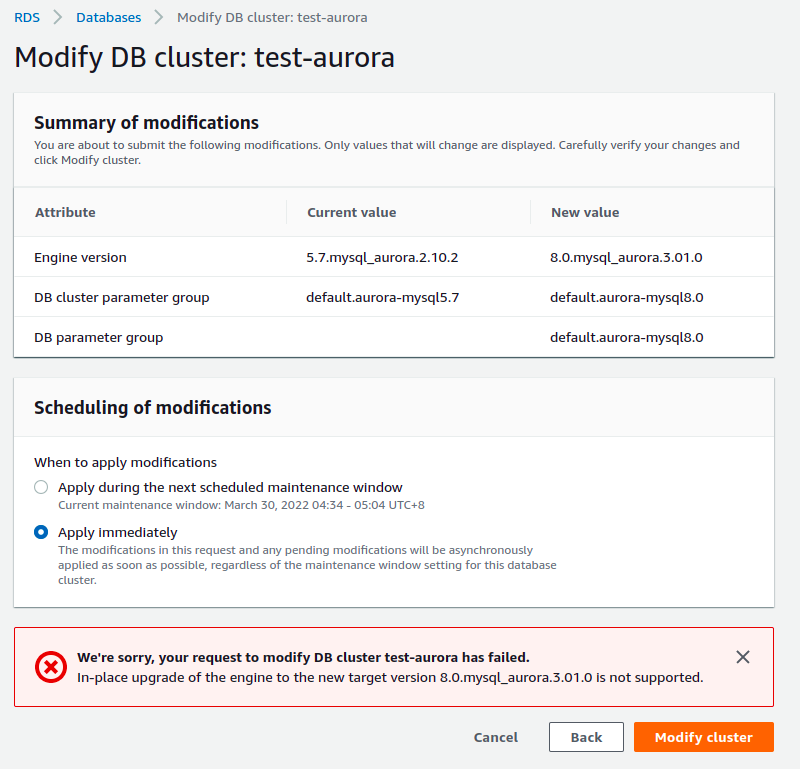 RDS > Databases > Modify DB cluster: test-aurora
Modify DB cluster: test-aurora
Summary of modifications
You are about to submit the following modifications. Only values that will change are displayed. Carefully verify your changes and
click Modify cluster.
Attribute Current value New value
Engine version 5.7.mysql_aurora.2.10.2 8.0.mysql_aurora.3.01.0
DB cluster parameter group default.aurora-mysql5.7 default.aurora-mysql8.0
DB parameter group default.aurora-mysql8.0
Scheduling of modifications
When to apply modifications
Apply during the next scheduled maintenance window
Current maintenance window: March 30, 2022 04:34 - 05:04 UTC+8
Apply immediately
The modifications in this request and any pending modifications will be asynchronously
applied as soon as possible, regardless of the maintenance window setting for this database
cluster.
We're sorry, your request to modify DB cluster test-aurora has failed.
In-place upgrade of the engine to the new target version 8.0.mysql_aurora.3.01.0 is not supported.
Cancel Back Modify cluster